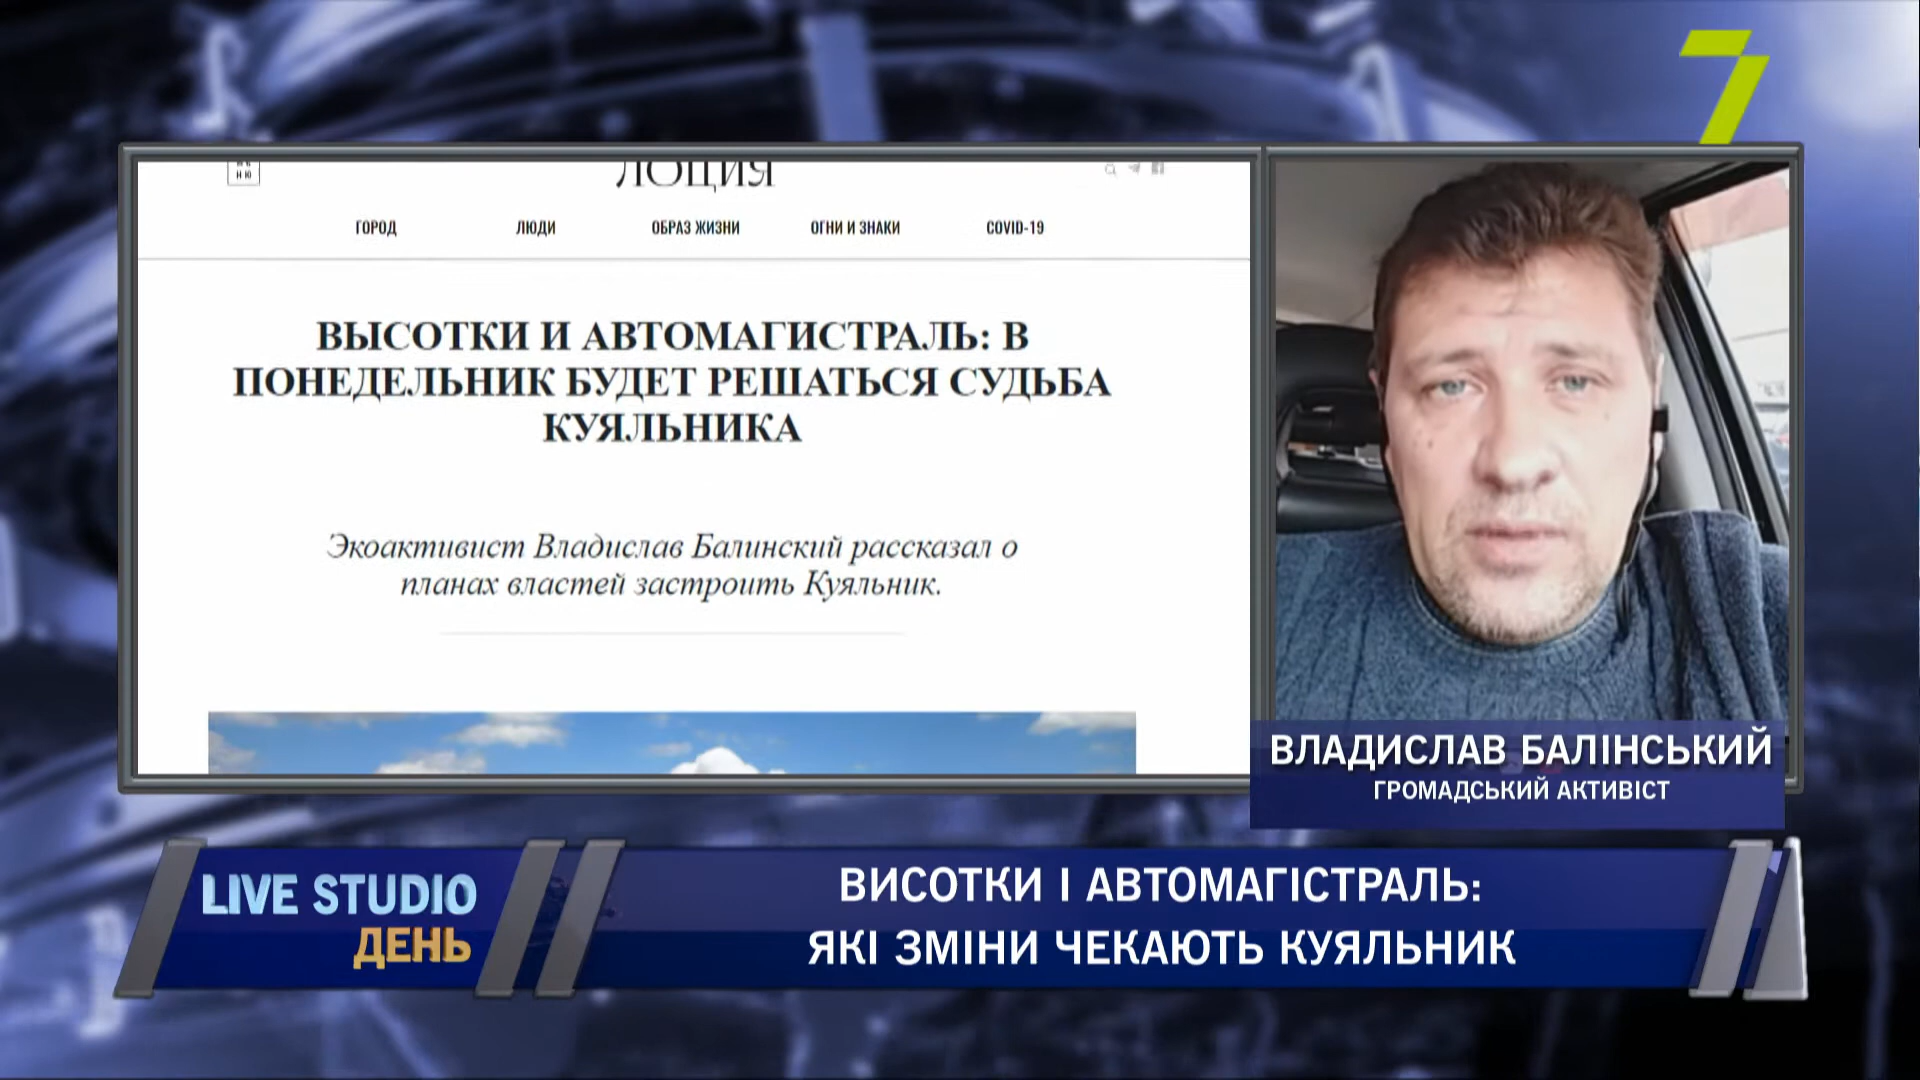 7
НЮ
ЛОЦИЯ
ГОРОД ЛЮДИ ОБРАЗ ЖИЗНИ ОГНИ И ЗНАКИ COVID-19
ВЫСОТКИ И АВТОМАГИСТРАЛЬ: В
ПОНЕДЕЛЬНИК БУДЕТ РЕШАТЬСЯ СУДЬБА
КУЯЛЬНИКА
Экоактивист Владислав Балинский рассказал о
планах властей застроить Куяльник.
ВЛАДИСЛАВ БАЛІНСЬКИЙ
ГРОМАДСЬКИЙ АКТИВІСТ
LIVE STUDIO
ДЕНЬ
ВИСОТКИ І АВТОМАГІСТРАЛЬ:
ЯКІ ЗМІНИ ЧЕКАЮТЬ КУЯЛЬНИК